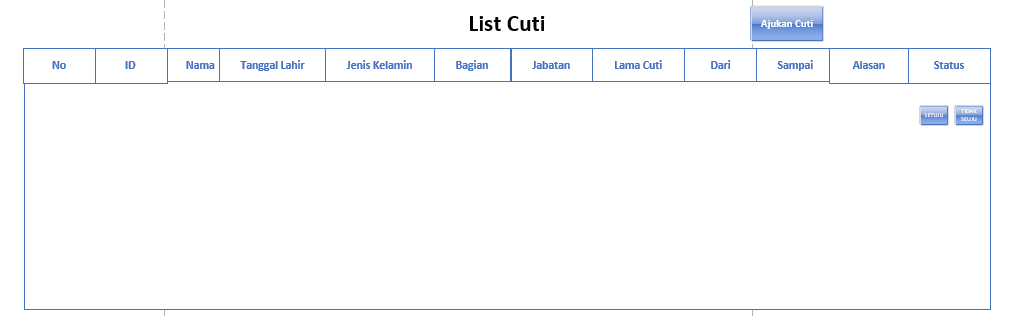 List Cuti
Ajukan Cuti
No ID Nama Tanggal Lahir Jenis Kelamin Bagian Jabatan Lama Cuti Dari Sampai Alasan Status
SETUJU
TIDAK
SEUJU